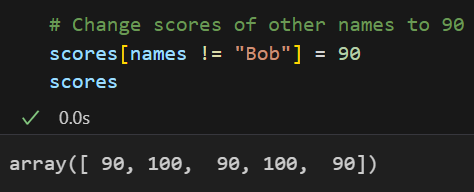 # Change scores of other names to 90
scores[names != "Bob"] = 90
scores
0.0s
array([ 90, 100,  90, 100,  90])